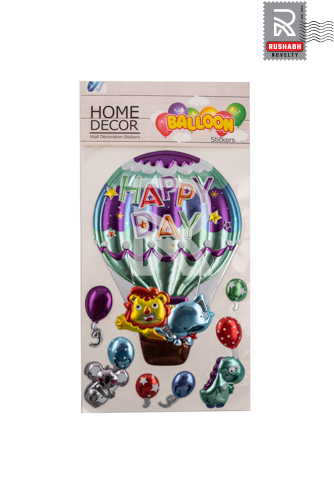 RUSHABH
NOVELTY
HOME
DECOR
Wall Decoration Stickers
BALLOON
Stickers
HAPPY
DAY